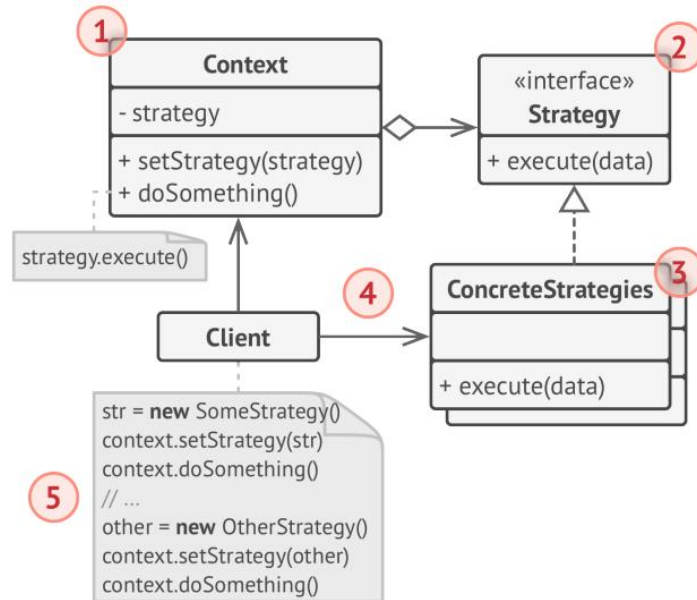 1
Context
- strategy
+ setStrategy(strategy)
+ doSomething()
strategy.execute()
2
«interface»
Strategy
+ execute(data)
3
ConcreteStrategies
+ execute(data)
4
Client
5
str = new SomeStrategy()
context.setStrategy(str)
context.doSomething()
// ...
other = new OtherStrategy()
context.setStrategy(other)
context.doSomething()